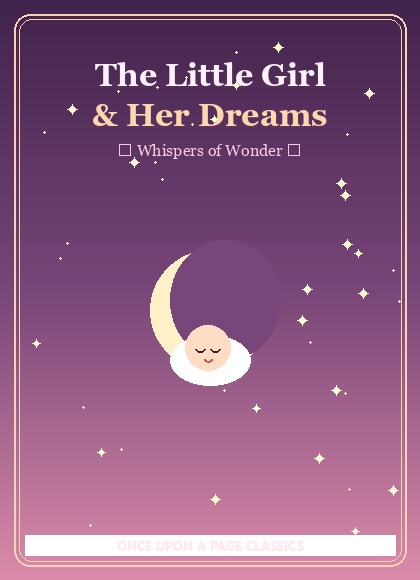 The Little Girl
& Her Dreams
□ Whispers of Wonder □
ONCE UPON A PAGE CLASSICS